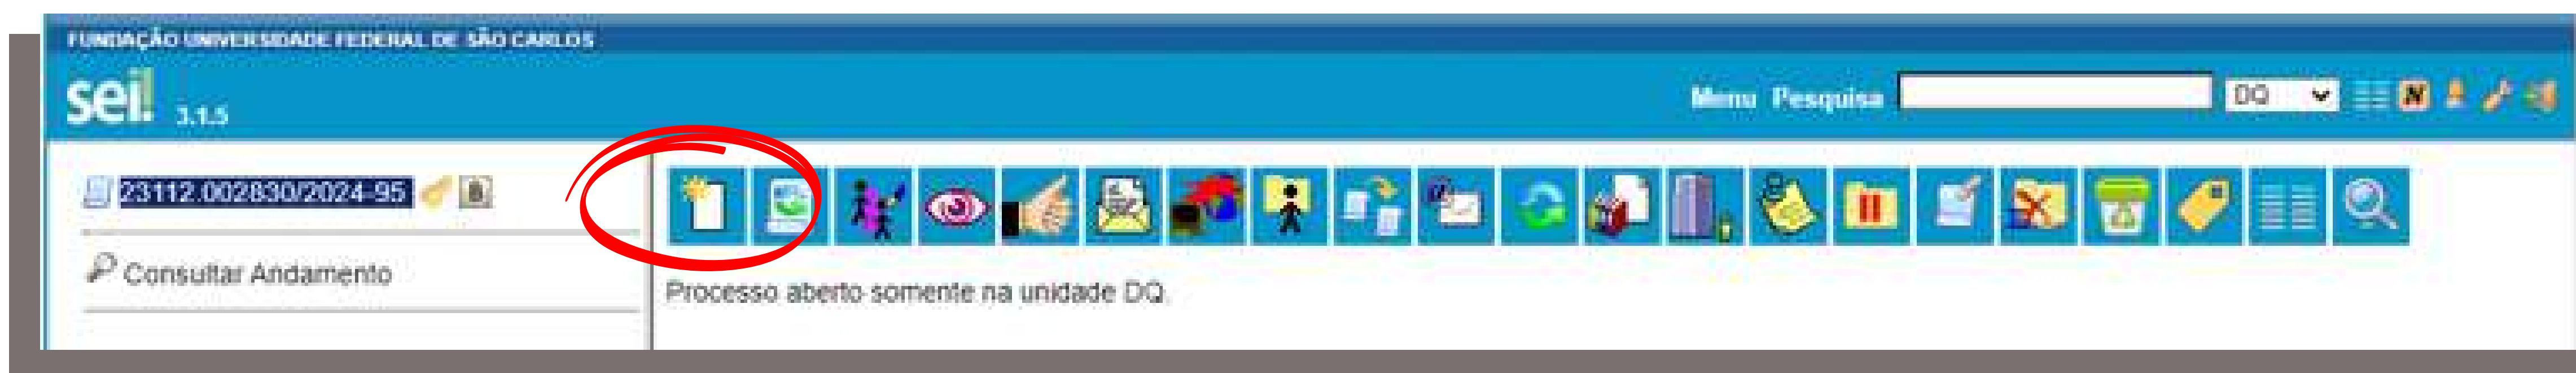 FUNDAÇÃO UNIVERSIDADE FEDERAL DE SÃO CARLOS
sei! 3.1.5
Menu Pesquisa DQ
23112.002830/2024-95
Consultar Andamento
Processo aberto somente na unidade DQ.